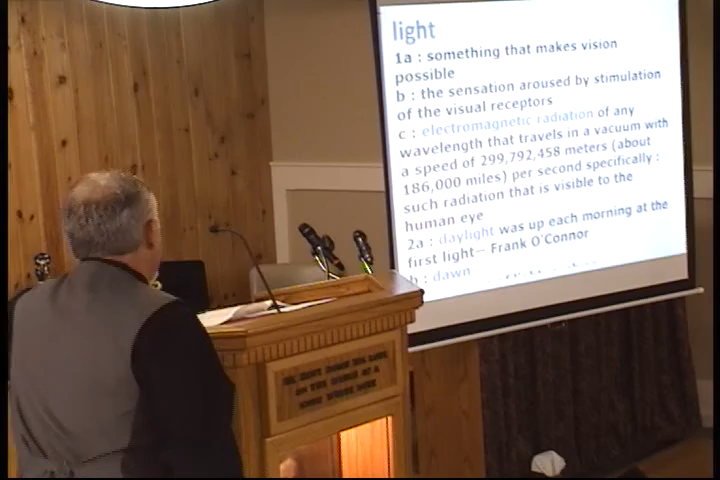 light
1a : something that makes vision
possible
b : the sensation aroused by stimulation
of the visual receptors
c : electromagnetic radiation of any
wavelength that travels in a vacuum with
a speed of 299,792,458 meters (about
186,000 miles) per second specifically :
such radiation that is visible to the
human eye
2a : daylight was up each morning at the
first light— Frank O'Connor
b : dawn